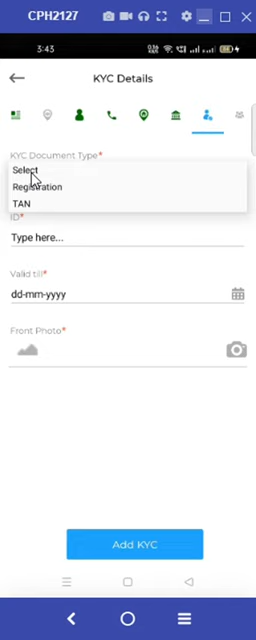 CPH2127
3:43
KYC Details
KYC Document Type*
Select
Registration
TAN
ID*
Type here...
Valid till*
dd-mm-yyyy
Front Photo*
Add KYC